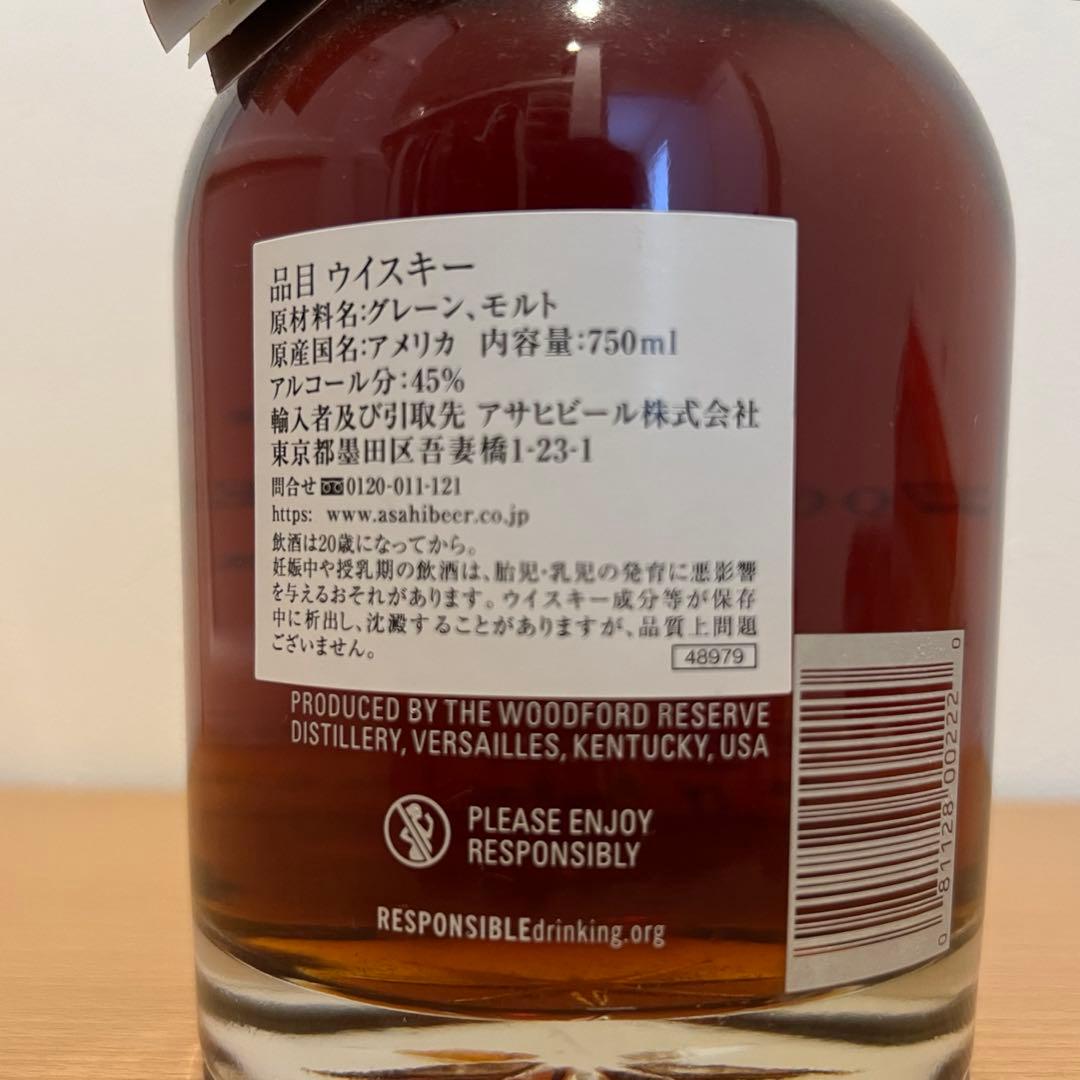 品目 ウイスキー
原材料名:グレーン、モルト
原産国名:アメリカ 内容量:750ml
アルコール分:45%
輸入者及び引取先 アサヒビール株式会社
東京都墨田区吾妻橋1-23-1
問合せ 0120-011-121
https: www.asahibeer.co.jp
飲酒は20歳になってから。
妊娠中や授乳期の飲酒は、胎児・乳児の発育に悪影響
を与えるおそれがあります。ウイスキー成分等が保存
中に析出し、沈澱することがありますが、品質上問題
ございません。
48979
PRODUCED BY THE WOODFORD RESERVE
DISTILLERY, VERSAILLES, KENTUCKY, USA
PLEASE ENJOY
RESPONSIBLY
RESPONSIBLEdrinking.org
0 81128 00222 0